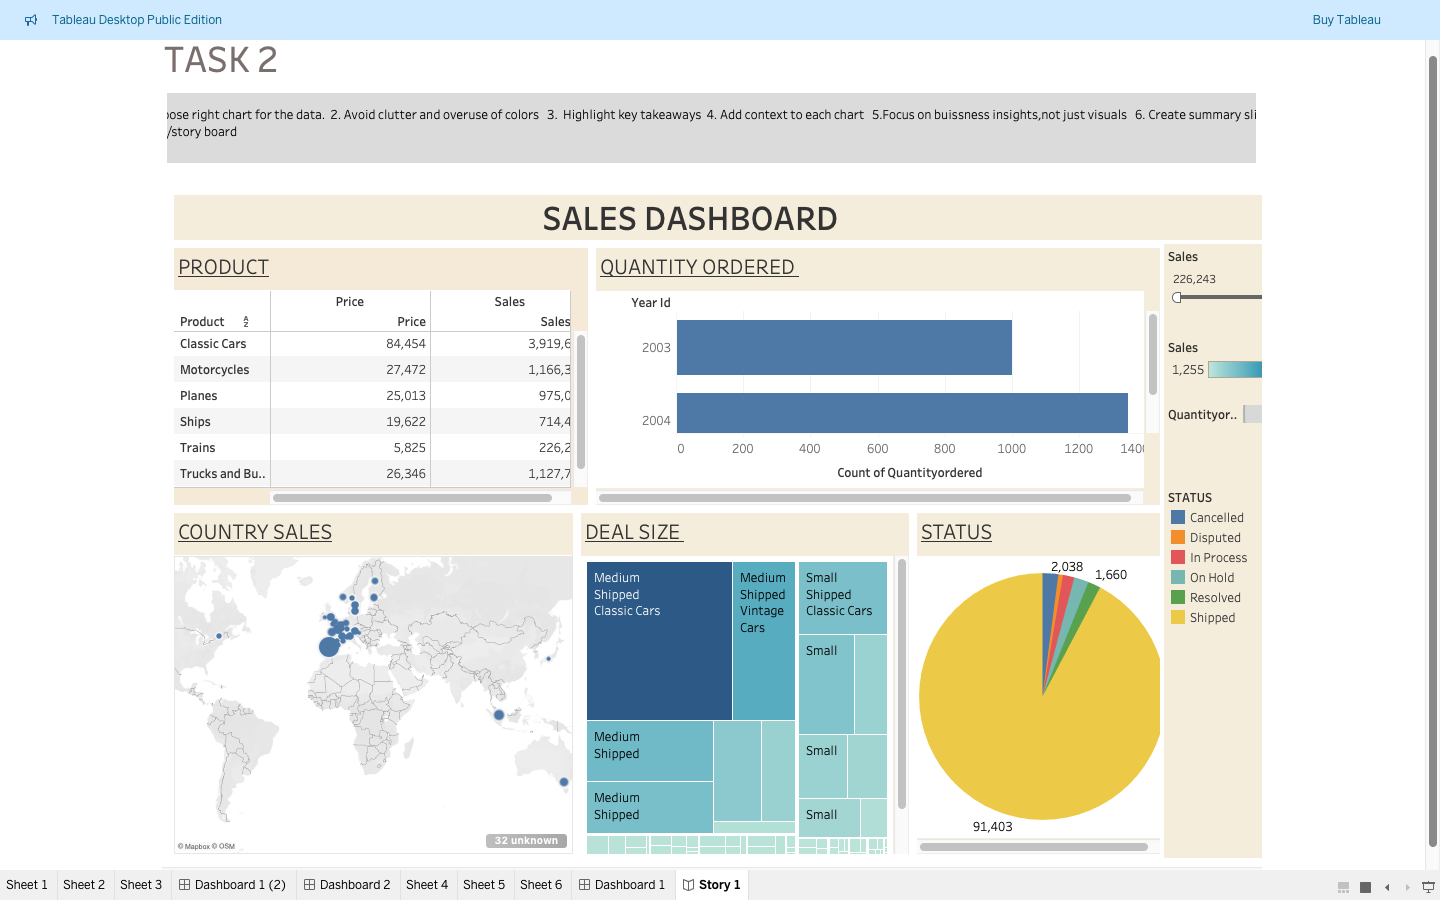 Tableau Desktop Public Edition
Buy Tableau
TASK 2
ose right chart for the data.  2. Avoid clutter and overuse of colors  3.  Highlight key takeaways  4. Add context to each chart  5.Focus on buissness insights,not just visuals  6. Create summary sli
/story board
SALES DASHBOARD
PRODUCT
Price Sales
Product Price Sales
Classic Cars 84,454 3,919,6
Motorcycles 27,472 1,166,3
Planes 25,013 975,0
Ships 19,622 714,4
Trains 5,825 226,2
Trucks and Bu.. 26,346 1,127,7
QUANTITY ORDERED
Year Id
2003
2004
0 200 400 600 800 1000 1200 1400
Count of Quantityordered
Sales
226,243
Sales
1,255
Quantityor..
STATUS
Cancelled
Disputed
In Process
On Hold
Resolved
Shipped
COUNTRY SALES
© Mapbox © OSM
32 unknown
DEAL SIZE
Medium
Shipped
Classic Cars
Medium
Shipped
Vintage
Cars
Small
Shipped
Classic Cars
Small
Medium
Shipped
Small
Medium
Shipped
Small
STATUS
2,038
1,660
91,403
Sheet 1 Sheet 2 Sheet 3 Dashboard 1 (2) Dashboard 2 Sheet 4 Sheet 5 Sheet 6 Dashboard 1 Story 1